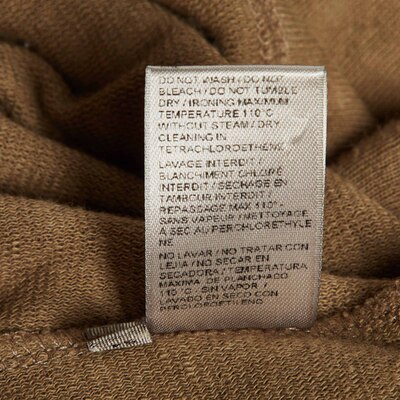 DO NOT WASH / DO NOT
BLEACH / DO NOT TUMBLE
DRY / IRONING MAXIMUM
TEMPERATURE 110°C
WITHOUT STEAM / DRY
CLEANING IN
TETRACHLOROETHENE
LAVAGE INTERDIT /
BLANCHIMENT CHLORÉ
INTERDIT / SECHAGE EN
TAMBOUR INTERDIT
REPASSAGE MAX 110° -
SANS VAPEUR / NETTOYAGE
A SEC AU PERCHLORETHYLE
NE
NO LAVAR / NO TRATAR CON
LEJIA / NO SECAR EN
SECADORA / TEMPERATURA
MAXIMA DE PLANCHADO
110°C - SIN VAPOR /
LAVADO EN SECO CON
PERCLOROETILENO